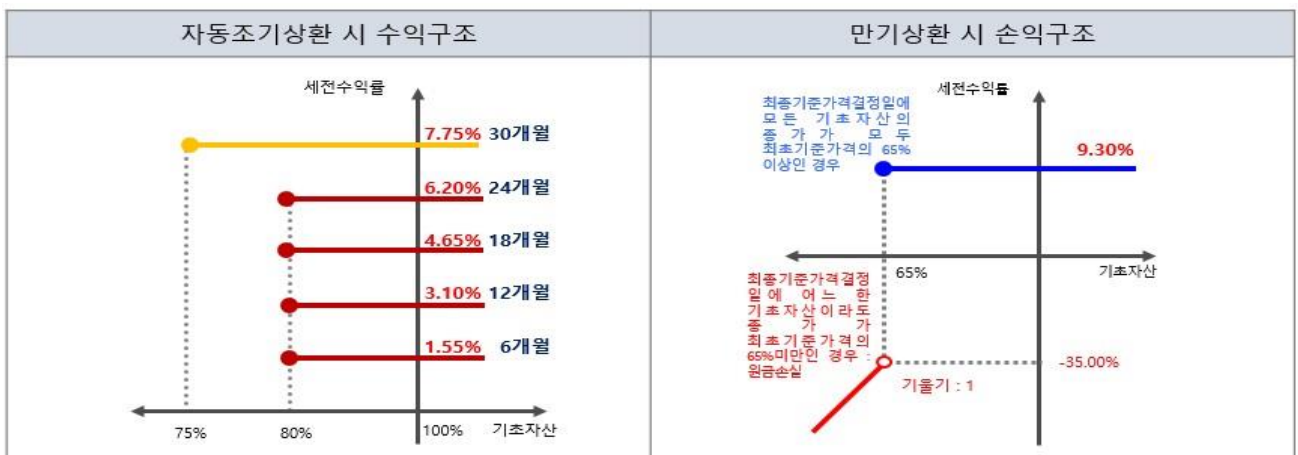 자동조기상환 시 수익구조
만기상환 시 손익구조
세전수익률
7.75% 30개월
6.20% 24개월
4.65% 18개월
3.10% 12개월
1.55% 6개월
75%
80%
100%
기초자산
세전수익률
최종기준가격결정일에
모든 기초자산의
종가가 모두
최초기준가격의 65%
이상인 경우
9.30%
65%
기초자산
최종기준가격결정
일에 어느 한
기초자산이라도
종가가
최초기준가격의
65%미만인 경우 :
원금손실
-35.00%
기울기 : 1